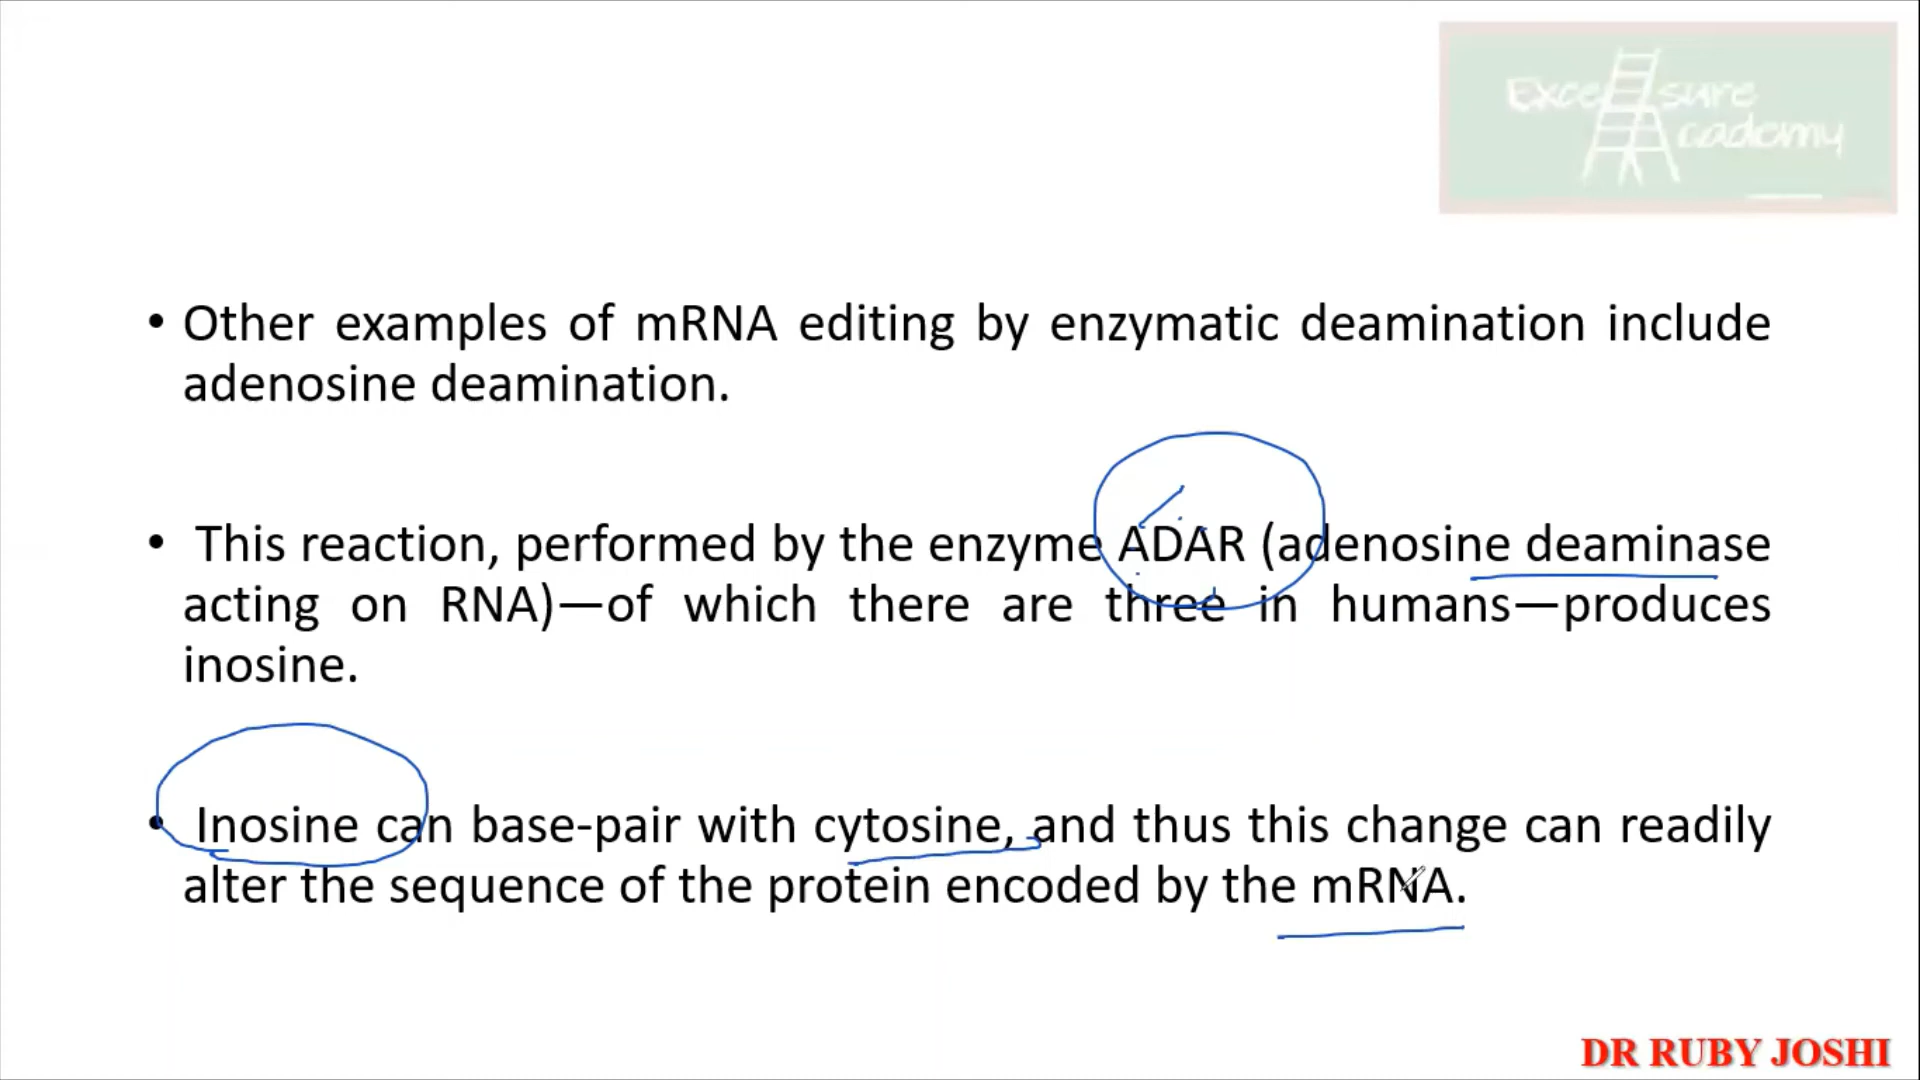 Excel sure
Academy
• Other examples of mRNA editing by enzymatic deamination include
adenosine deamination.
• This reaction, performed by the enzyme ADAR (adenosine deaminase
acting on RNA)—of which there are three in humans—produces
inosine.
• Inosine can base-pair with cytosine, and thus this change can readily
alter the sequence of the protein encoded by the mRNA.
DR RUBY JOSHI